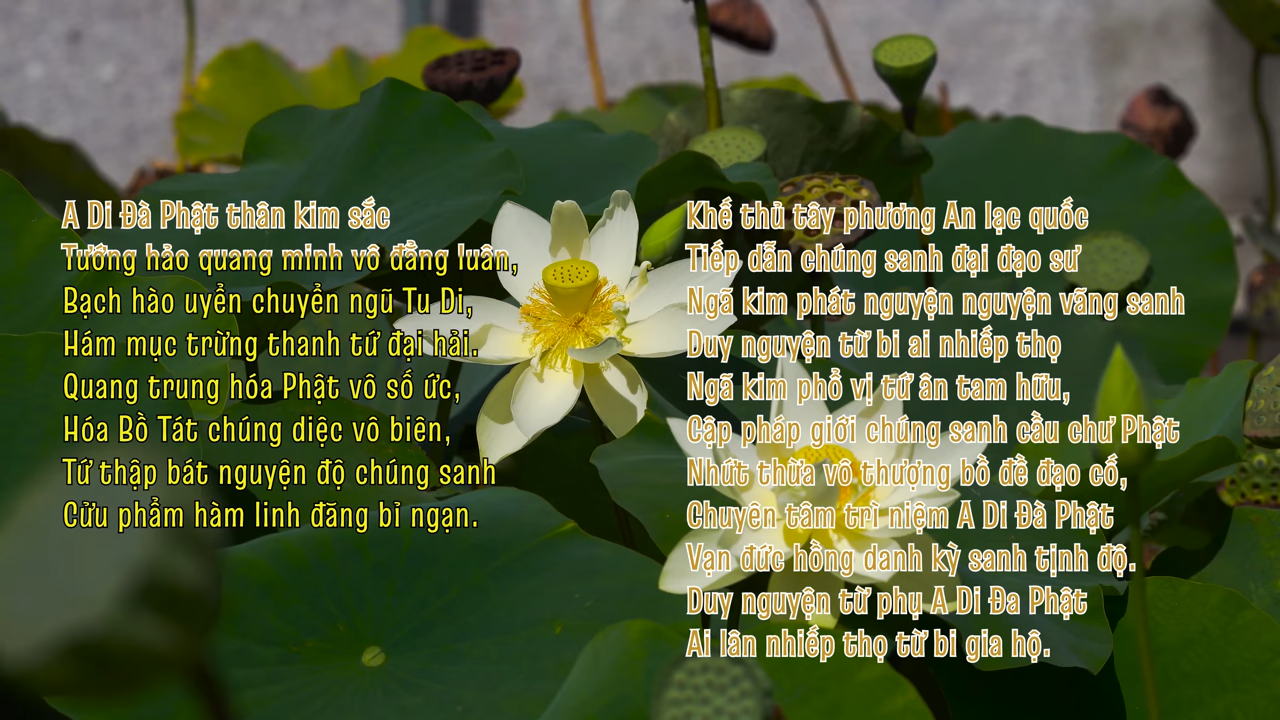 A Di Đà Phật thân kim sắc
Tướng hảo quang minh vô đẳng luân,
Bạch hào uyển chuyển ngũ Tu Di,
Hám mục trừng thanh tứ đại hải.
Quang trung hóa Phật vô số ức,
Hóa Bồ Tát chúng diệc vô biên,
Tứ thập bát nguyện độ chúng sanh
Cửu phẩm hàm linh đăng bỉ ngạn.
Khế thủ tây phương An lạc quốc
Tiếp dẫn chúng sanh đại đạo sư
Ngã kim phát nguyện nguyện vãng sanh
Duy nguyện từ bi ai nhiếp thọ
Ngã kim phổ vị tứ ân tam hữu,
Cập pháp giới chúng sanh cầu chư Phật
Nhứt thừa vô thượng bồ đề đạo cố,
Chuyên tâm trì niệm A Di Đà Phật
Vạn đức hồng danh kỳ sanh tịnh độ.
Duy nguyện từ phụ A Di Đa Phật
Ai lân nhiếp thọ từ bi gia hộ.